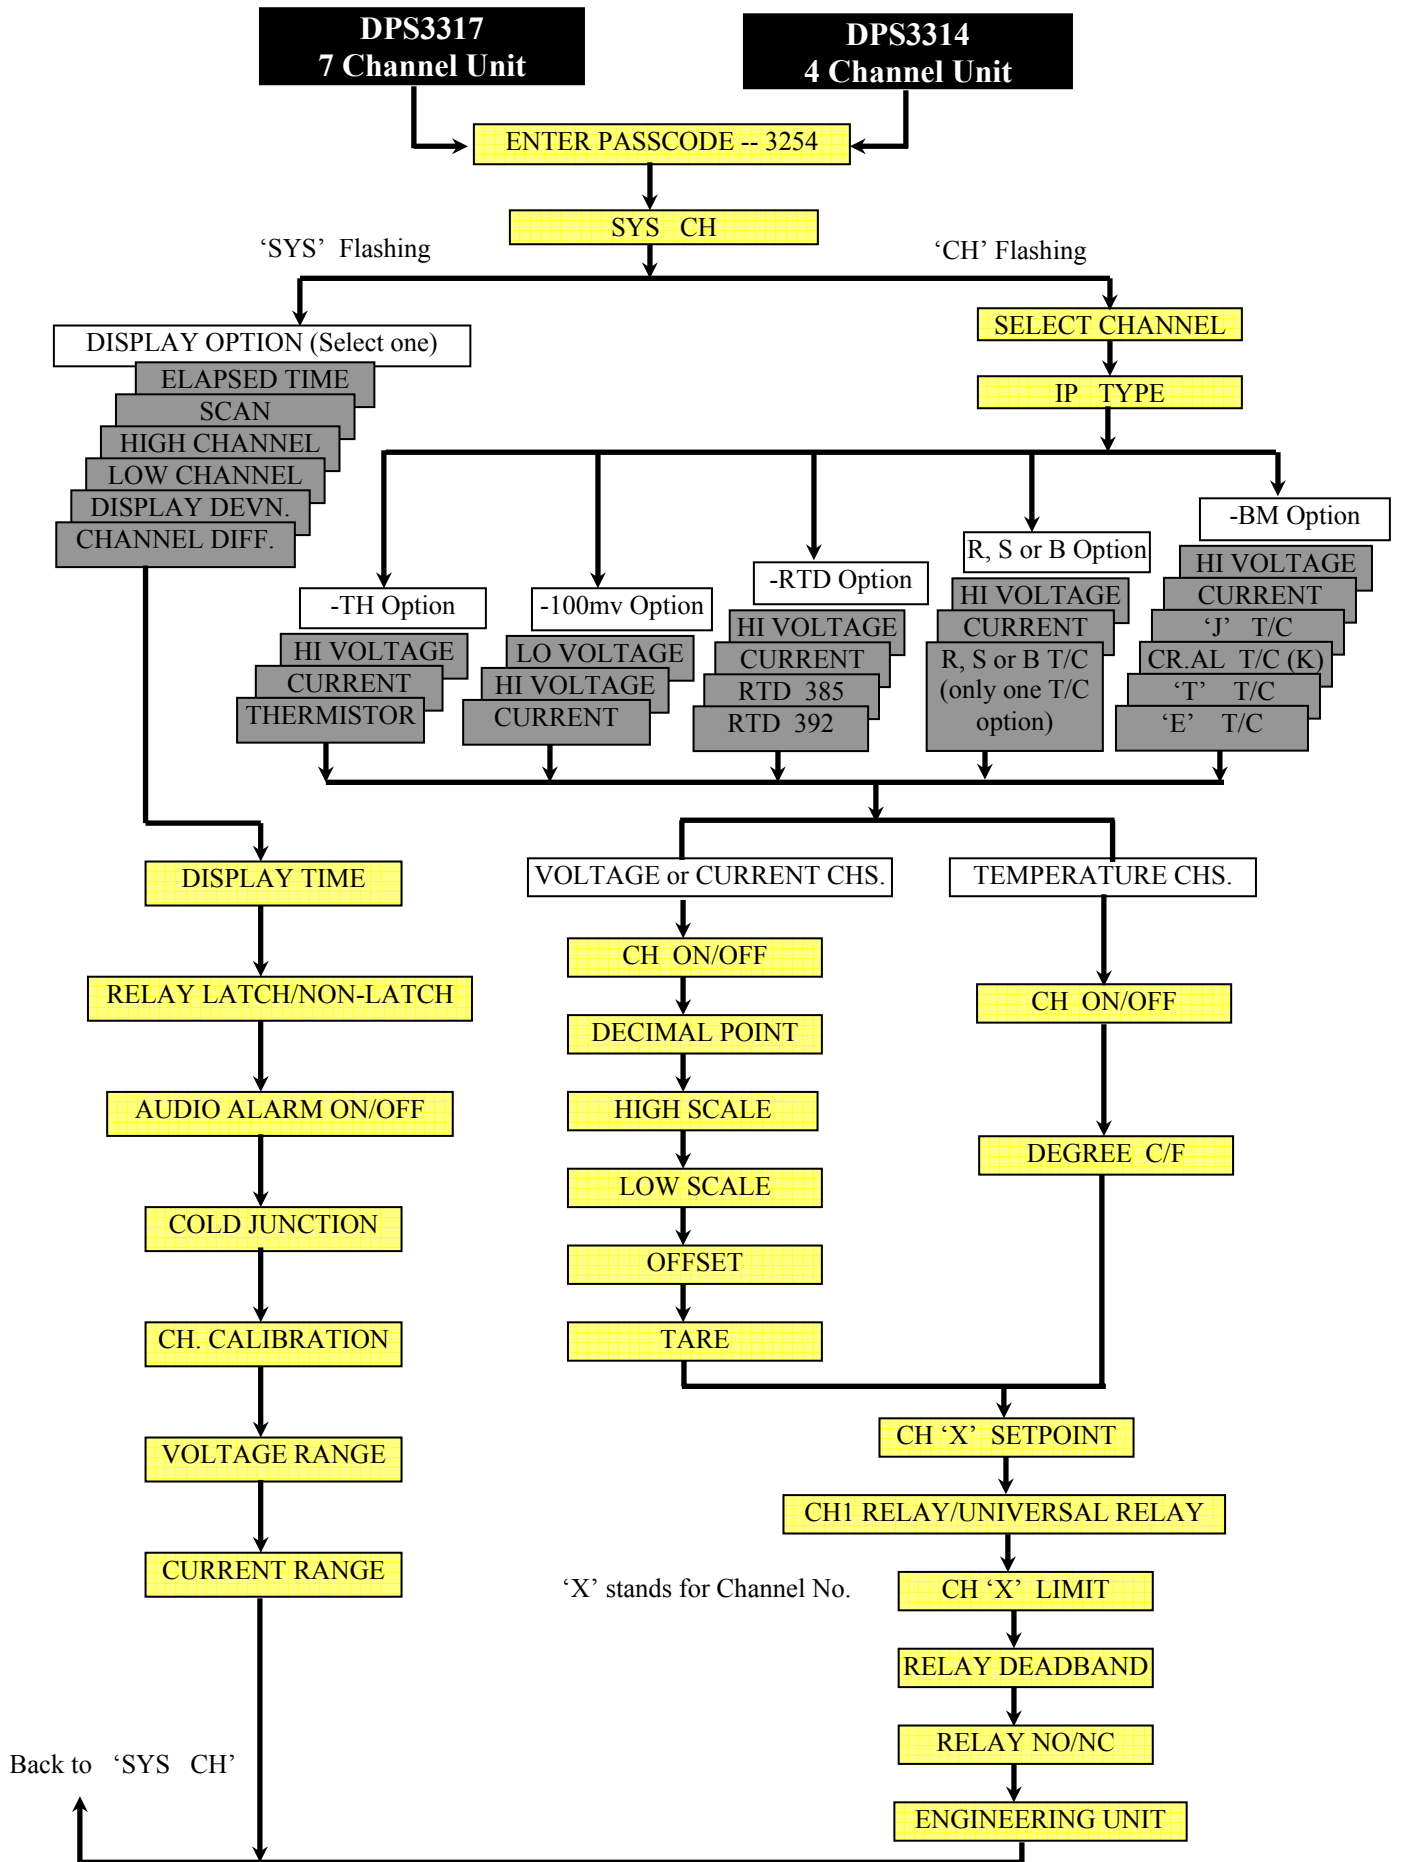 DPS3317
7 Channel Unit
DPS3314
4 Channel Unit
ENTER PASSCODE -- 3254
SYS CH
‘SYS’ Flashing
‘CH’ Flashing
DISPLAY OPTION (Select one)
ELAPSED TIME
SCAN
HIGH CHANNEL
LOW CHANNEL
DISPLAY DEVN.
CHANNEL DIFF.
SELECT CHANNEL
IP TYPE
-TH Option
HI VOLTAGE
CURRENT
THERMISTOR
-100mv Option
LO VOLTAGE
HI VOLTAGE
CURRENT
-RTD Option
HI VOLTAGE
CURRENT
RTD 385
RTD 392
R, S or B Option
HI VOLTAGE
CURRENT
R, S or B T/C
(only one T/C
option)
-BM Option
HI VOLTAGE
CURRENT
‘J’ T/C
CR.AL T/C (K)
‘T’ T/C
‘E’ T/C
DISPLAY TIME
RELAY LATCH/NON-LATCH
AUDIO ALARM ON/OFF
COLD JUNCTION
CH. CALIBRATION
VOLTAGE RANGE
CURRENT RANGE
VOLTAGE or CURRENT CHS.
CH ON/OFF
DECIMAL POINT
HIGH SCALE
LOW SCALE
OFFSET
TARE
TEMPERATURE CHS.
CH ON/OFF
DEGREE C/F
CH ‘X’ SETPOINT
CH1 RELAY/UNIVERSAL RELAY
‘X’ stands for Channel No.
CH ‘X’ LIMIT
RELAY DEADBAND
RELAY NO/NC
ENGINEERING UNIT
Back to ‘SYS CH’